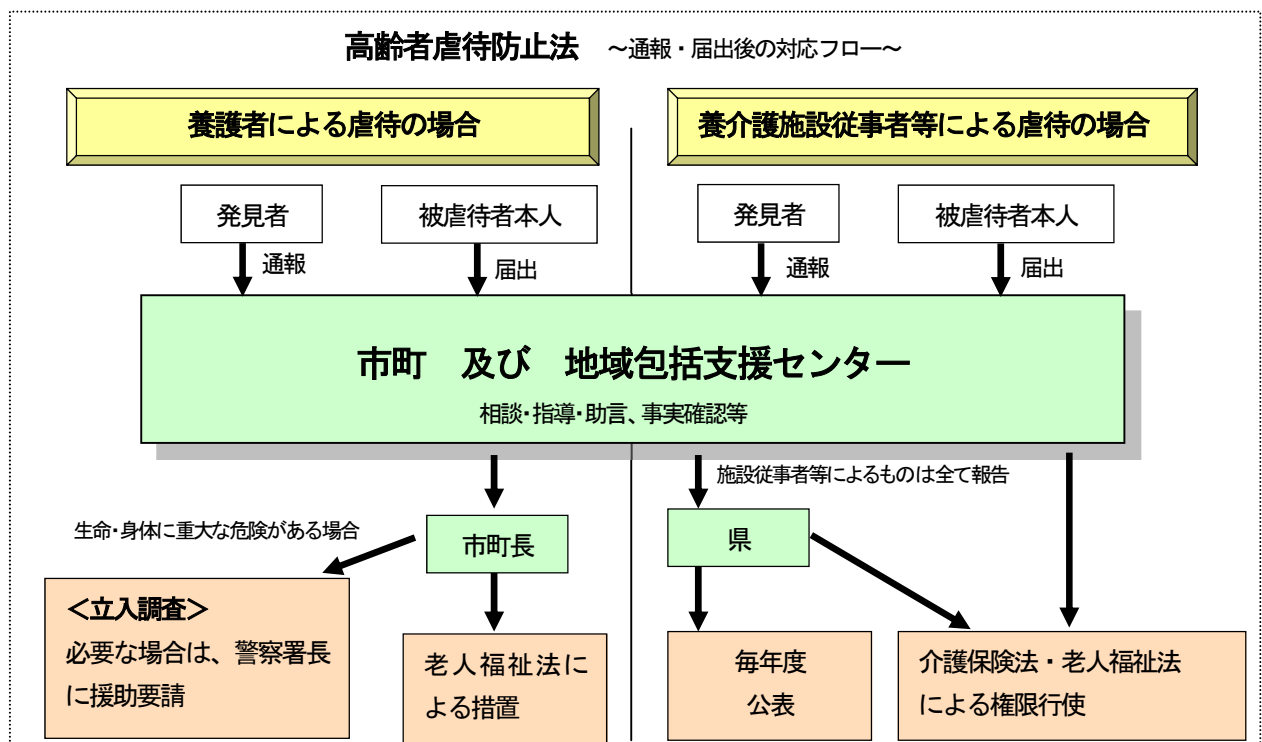 高齢者虐待防止法 ～通報・届出後の対応フロー～
養護者による虐待の場合
養介護施設従事者等による虐待の場合
発見者
被虐待者本人
発見者
被虐待者本人
通報
届出
通報
届出
市町 及び 地域包括支援センター
相談・指導・助言、事実確認等
施設従事者等によるものは全て報告
生命・身体に重大な危険がある場合
市町長
県
＜立入調査＞
必要な場合は、警察署長
に援助要請
老人福祉法に
よる措置
毎年度
公表
介護保険法・老人福祉法
による権限行使